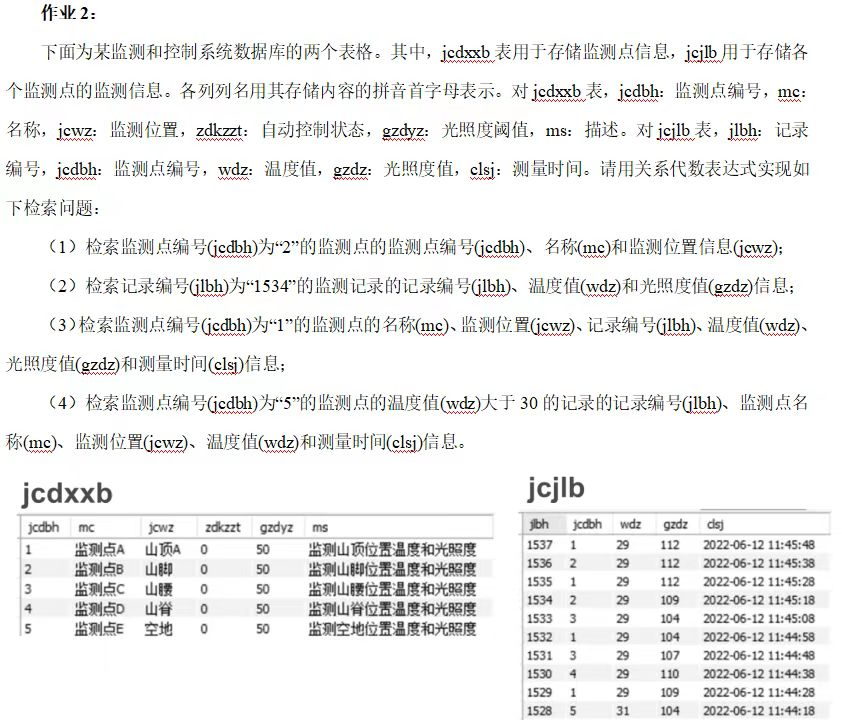 作业2：
下面为某监测和控制系统数据库的两个表格。其中，jcdxxb 表用于存储监测点信息，jcjlb 用于存储各
个监测点的监测信息。各列列名用其存储内容的拼音首字母表示。对 jcdxxb 表，jcdbh：监测点编号，mc：
名称，jcwz：监测位置，zdkzzt：自动控制状态，gzdyz：光照度阈值，ms：描述。对 jcjlb 表，jlbh：记录
编号，jcdbh：监测点编号，wdz：温度值，gzdz：光照度值，clsj：测量时间。请用关系代数表达式实现如
下检索问题：
（1）检索监测点编号(jcdbh)为“2”的监测点的监测点编号(jcdbh)、名称(mc)和监测位置信息(jcwz);
（2）检索记录编号(jlbh)为“1534”的监测记录的记录编号(jlbh)、温度值(wdz)和光照度值(gzdz)信息；
（3）检索监测点编号(jcdbh)为“1”的监测点的名称(mc)、监测位置(jcwz)、记录编号(jlbh)、温度值(wdz)、
光照度值(gzdz)和测量时间(clsj)信息；
（4）检索监测点编号(jcdbh)为“5”的监测点的温度值(wdz)大于 30 的记录的记录编号(jlbh)、监测点名
称(mc)、监测位置(jcwz)、温度值(wdz)和测量时间(clsj)信息。
jcdxxb
jcdbh mc jcwz zdkzzt gzdyz ms
1 监测点A 山顶A 0 50 监测山顶位置温度和光照度
2 监测点B 山脚 0 50 监测山脚位置温度和光照度
3 监测点C 山腰 0 50 监测山腰位置温度和光照度
4 监测点D 山脊 0 50 监测山脊位置温度和光照度
5 监测点E 空地 0 50 监测空地位置温度和光照度
jcjlb
jlbh jcdbh wdz gzdz clsj
1537 1 29 112 2022-06-12 11:45:48
1536 2 29 112 2022-06-12 11:45:38
1535 1 29 112 2022-06-12 11:45:28
1534 2 29 109 2022-06-12 11:45:18
1533 3 29 104 2022-06-12 11:45:08
1532 1 29 104 2022-06-12 11:44:58
1531 3 29 107 2022-06-12 11:44:48
1530 4 29 110 2022-06-12 11:44:38
1529 1 29 109 2022-06-12 11:44:28
1528 5 31 104 2022-06-12 11:44:18